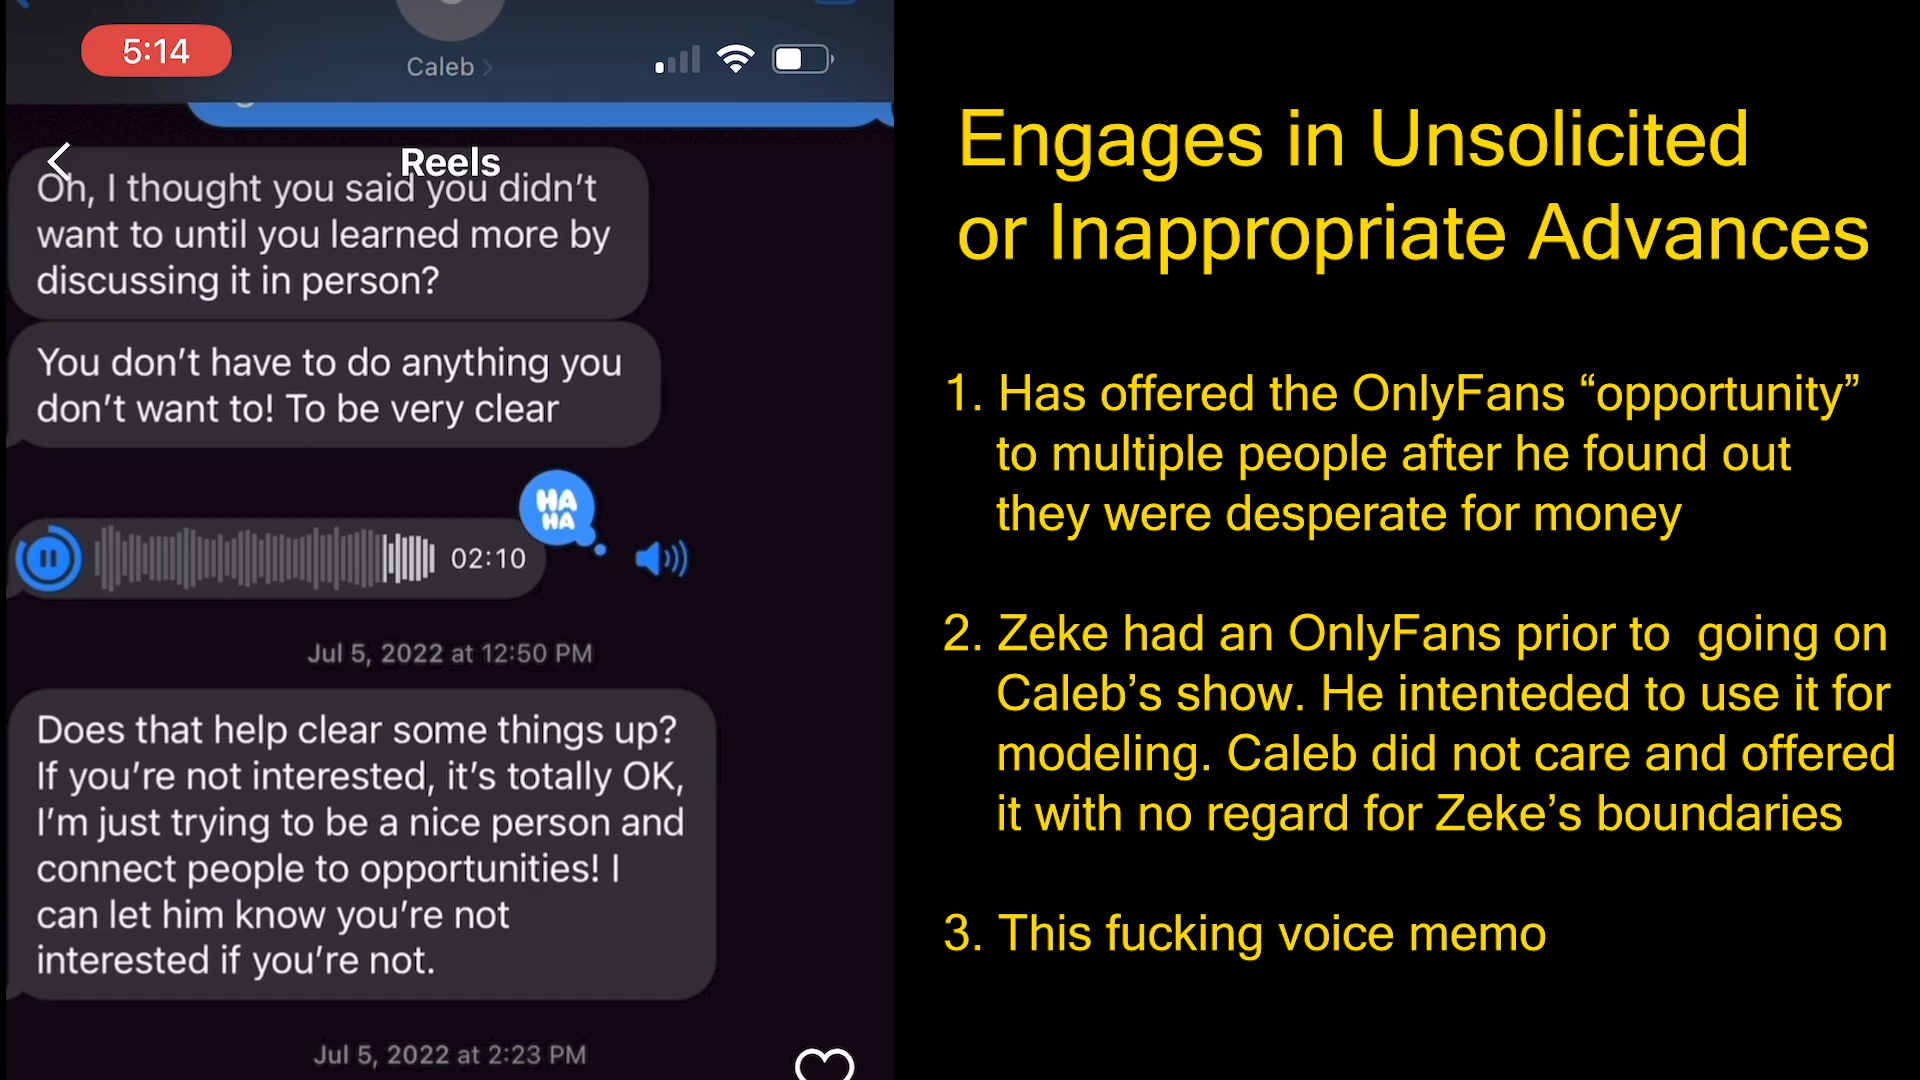 5:14
Caleb
Reels
Oh, I thought you said you didn't
want to until you learned more by
discussing it in person?
You don't have to do anything you
don't want to! To be very clear
HA
HA
02:10
Jul 5, 2022 at 12:50 PM
Does that help clear some things up?
If you're not interested, it's totally OK,
I'm just trying to be a nice person and
connect people to opportunities! I
can let him know you're not
interested if you're not.
Jul 5, 2022 at 2:23 PM
Engages in Unsolicited
or Inappropriate Advances
1. Has offered the OnlyFans “opportunity”
to multiple people after he found out
they were desperate for money
2. Zeke had an OnlyFans prior to  going on
Caleb’s show. He intenteded to use it for
modeling. Caleb did not care and offered
it with no regard for Zeke’s boundaries
3. This fucking voice memo